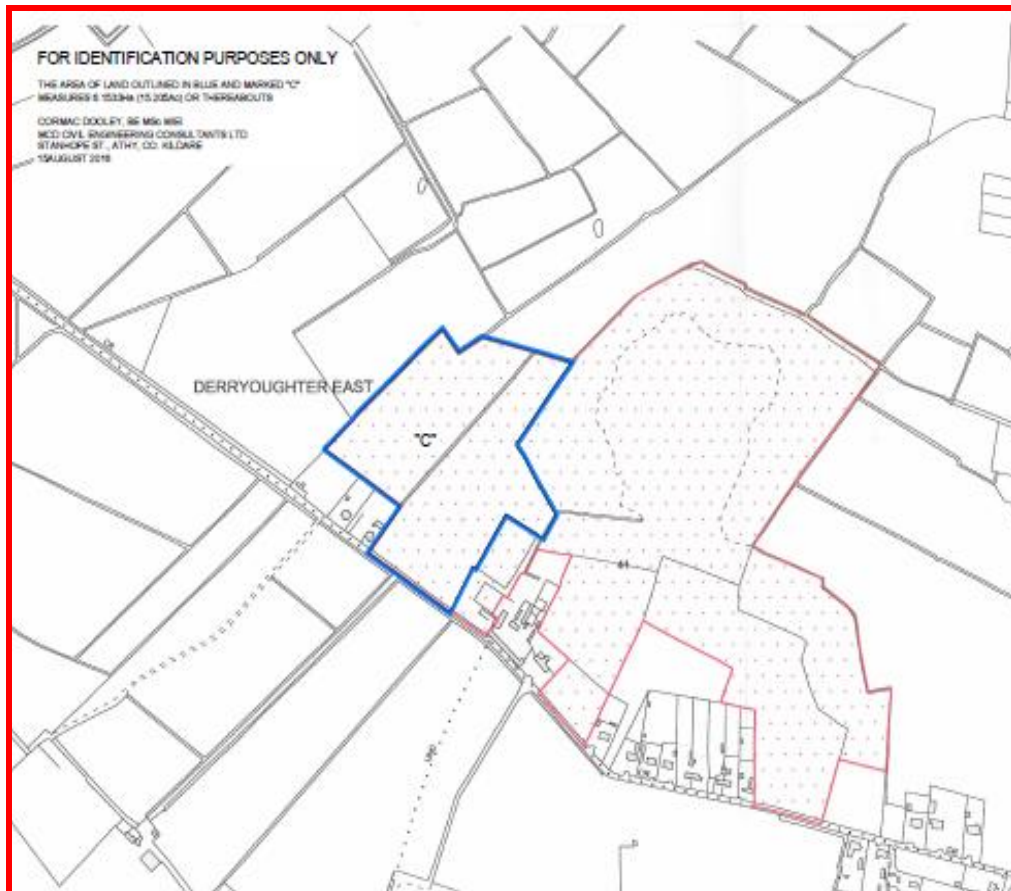 FOR IDENTIFICATION PURPOSES ONLY
THE AREA OF LAND OUTLINED IN BLUE AND MARKED "C"
MEASURES 6.1533Ha (15.205Ac) OR THEREABOUTS
CORMAC DOOLEY, BE MSc MIEI
MCD CIVIL ENGINEERING CONSULTANTS LTD
STANHOPE ST., ATHY, CO. KILDARE
15AUGUST
DERRYOUGHTER EAST
"C"